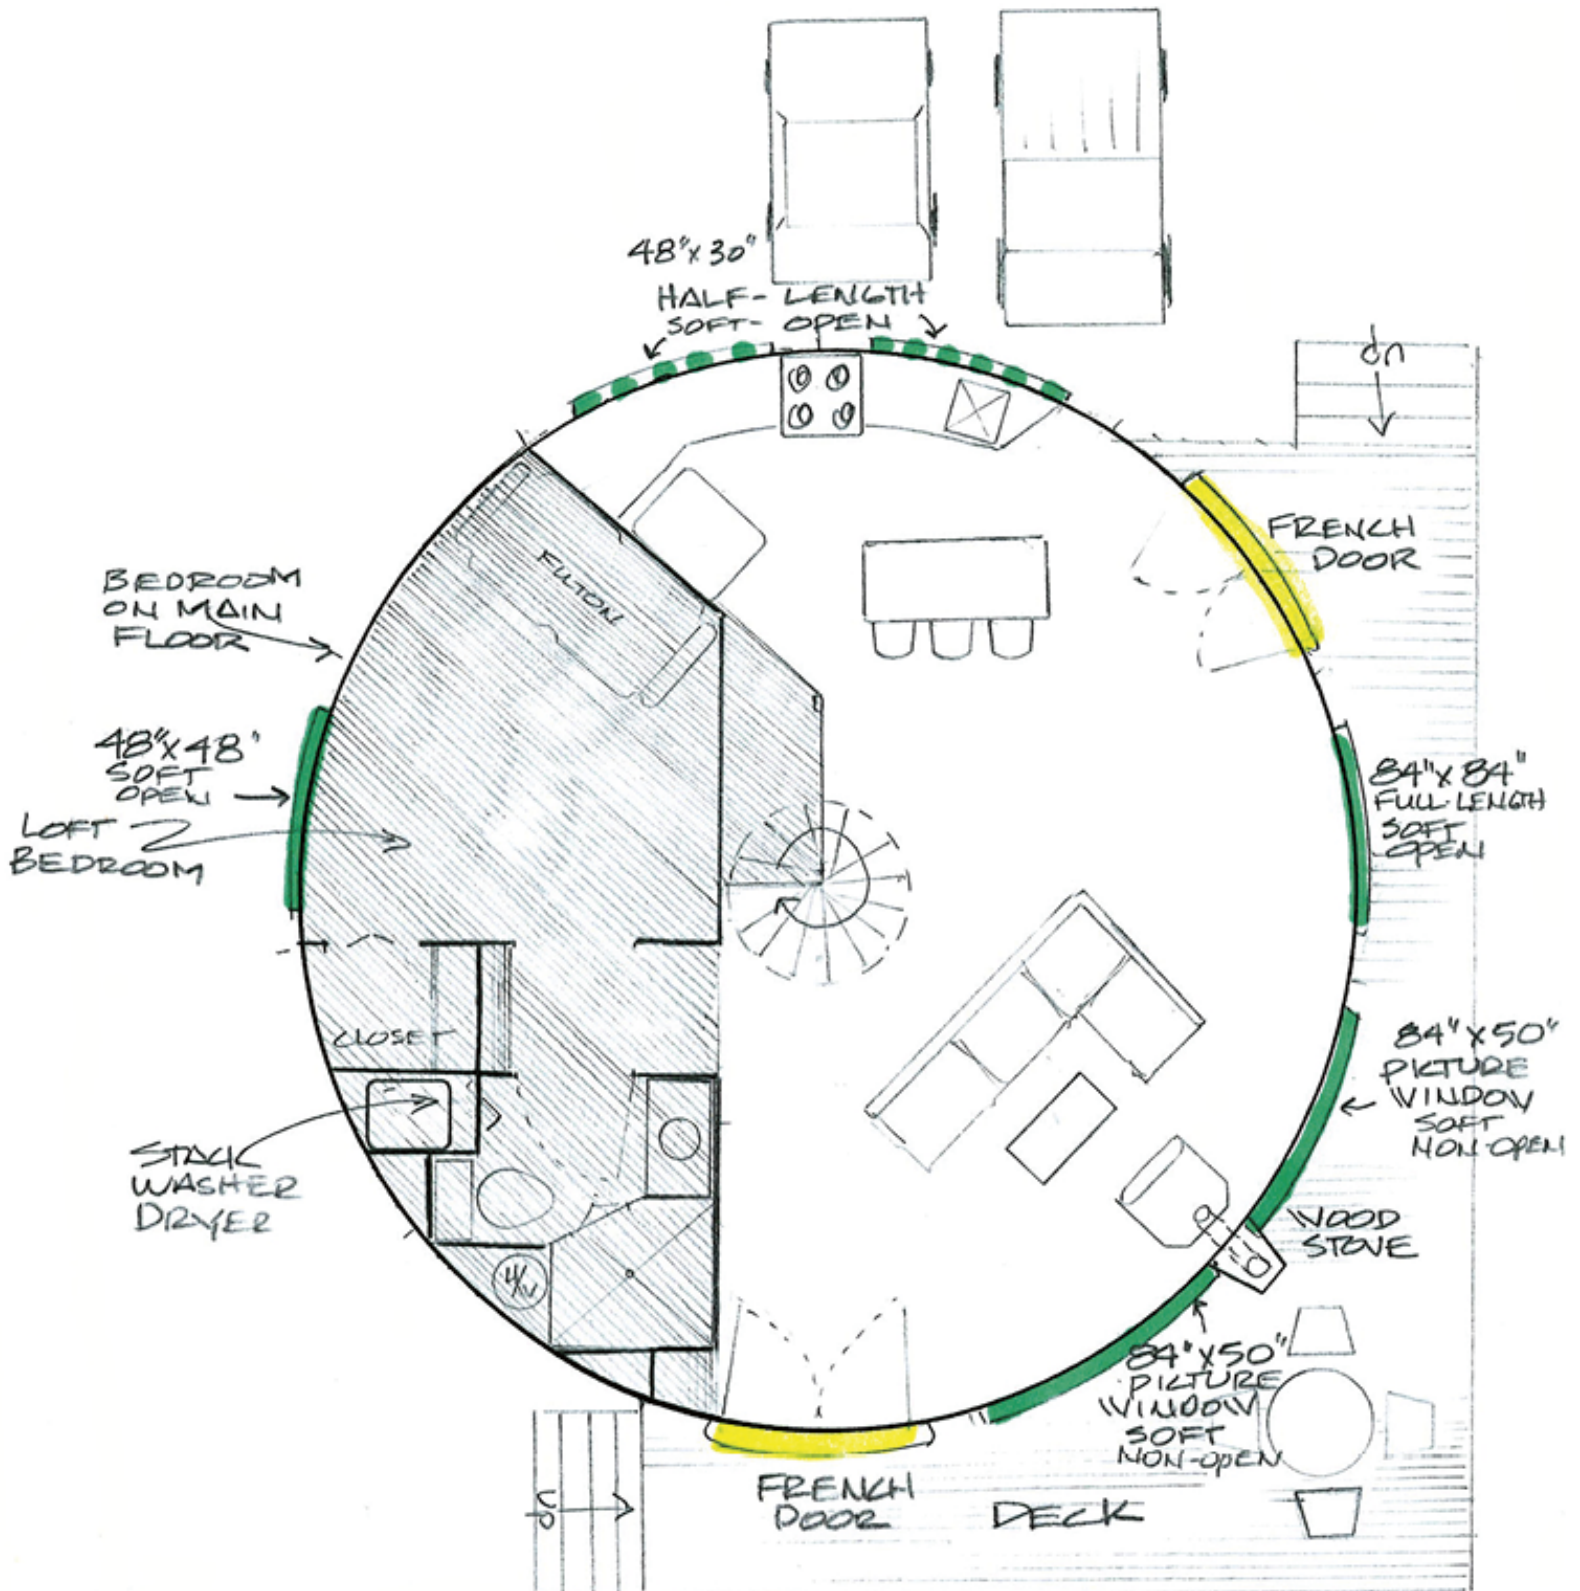 48"x 30"
HALF-LENGTH
SOFT-OPEN
UP
FRENCH
DOOR
FUTON
BEDROOM
ON MAIN
FLOOR
48"x48"
SOFT
OPEN
LOFT
BEDROOM
84"x 84"
FULL-LENGTH
SOFT
OPEN
CLOSET
84"x50"
PICTURE
WINDOW
SOFT
NON-OPEN
STACK
WASHER
DRYER
WOOD
STOVE
H/W
84"x50"
PICTURE
WINDOW
SOFT
NON-OPEN
FRENCH
DOOR
DECK
UP